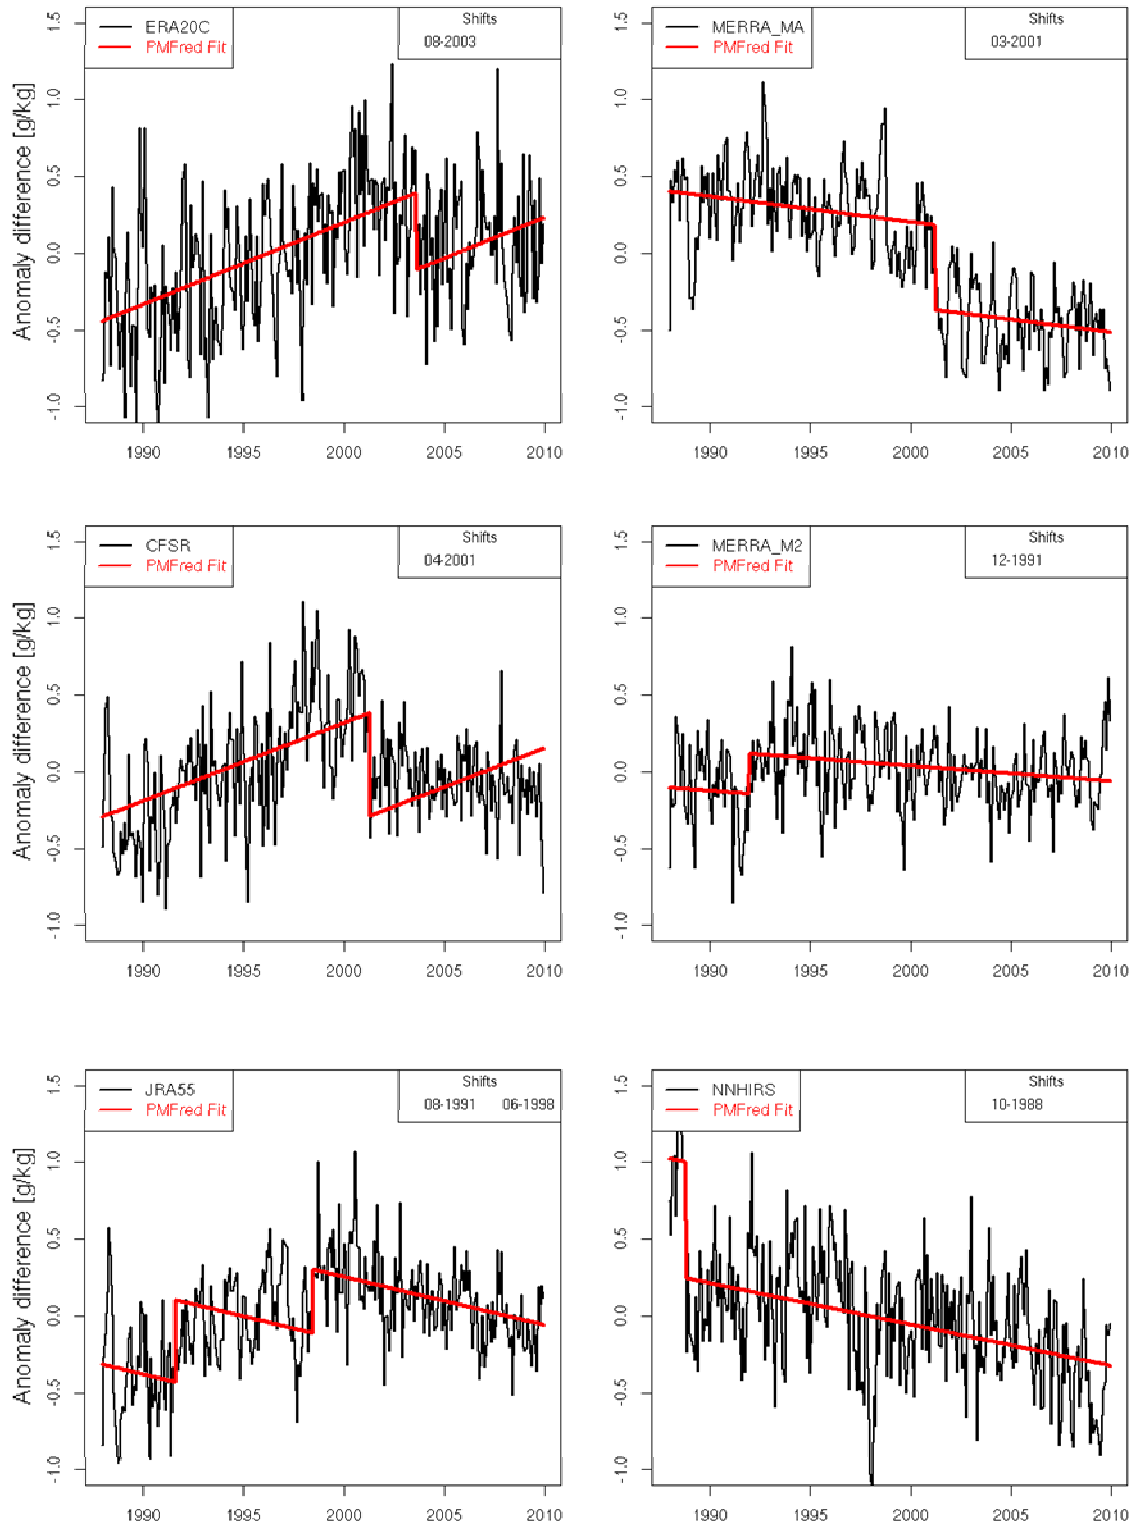 ERA20C
PMFred Fit
Shifts
08-2003
Anomaly difference [g/kg]
1.5
1.0
0.5
0.0
-0.5
-1.0
1990 1995 2000 2005 2010
MERRA_MA
PMFred Fit
Shifts
03-2001
1.5
1.0
0.5
0.0
-0.5
-1.0
1990 1995 2000 2005 2010
CFSR
PMFred Fit
Shifts
04-2001
Anomaly difference [g/kg]
1.5
1.0
0.5
0.0
-0.5
-1.0
1990 1995 2000 2005 2010
MERRA_M2
PMFred Fit
Shifts
12-1991
1.5
1.0
0.5
0.0
-0.5
-1.0
1990 1995 2000 2005 2010
JRA55
PMFred Fit
Shifts
08-1991 06-1998
Anomaly difference [g/kg]
1.5
1.0
0.5
0.0
-0.5
-1.0
1990 1995 2000 2005 2010
NNHIRS
PMFred Fit
Shifts
10-1988
1.5
1.0
0.5
0.0
-0.5
-1.0
1990 1995 2000 2005 2010